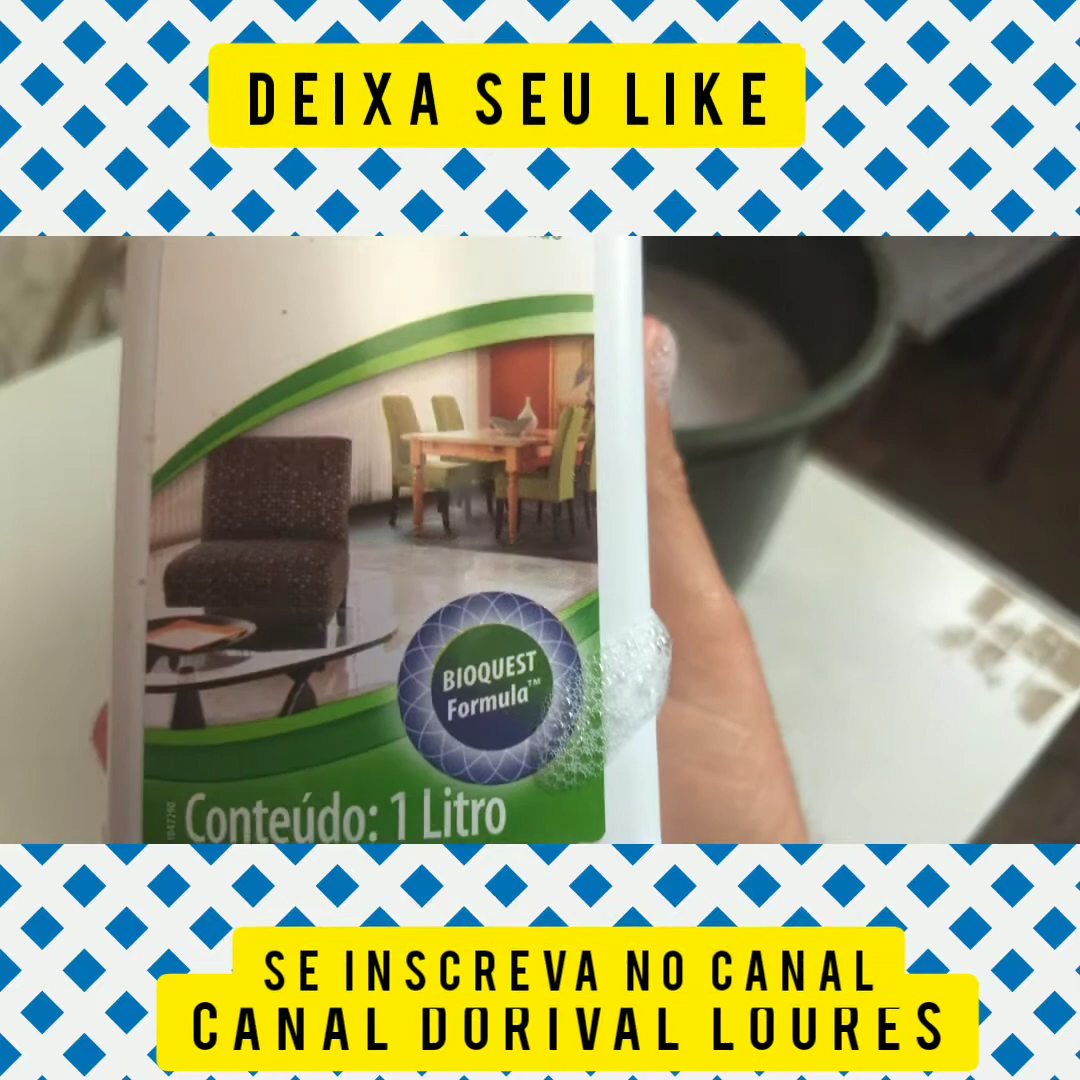 DEIXA SEU LIKE
BIOQUEST
Formula™
Conteúdo: 1 Litro
SE INSCREVA NO CANAL
CANAL DORIVAL LOURES